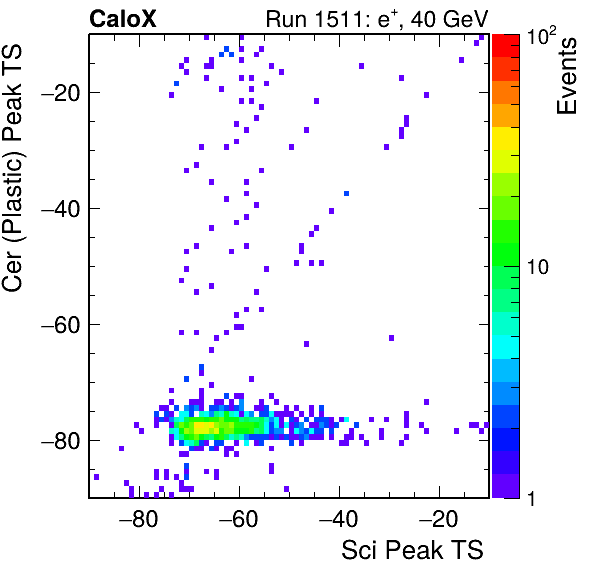 CaloX Run 1511: e⁺, 40 GeV
Cer (Plastic) Peak TS
−20
−40
−60
−80
−80 −60 −40 −20
Sci Peak TS
10²
10
1
Events